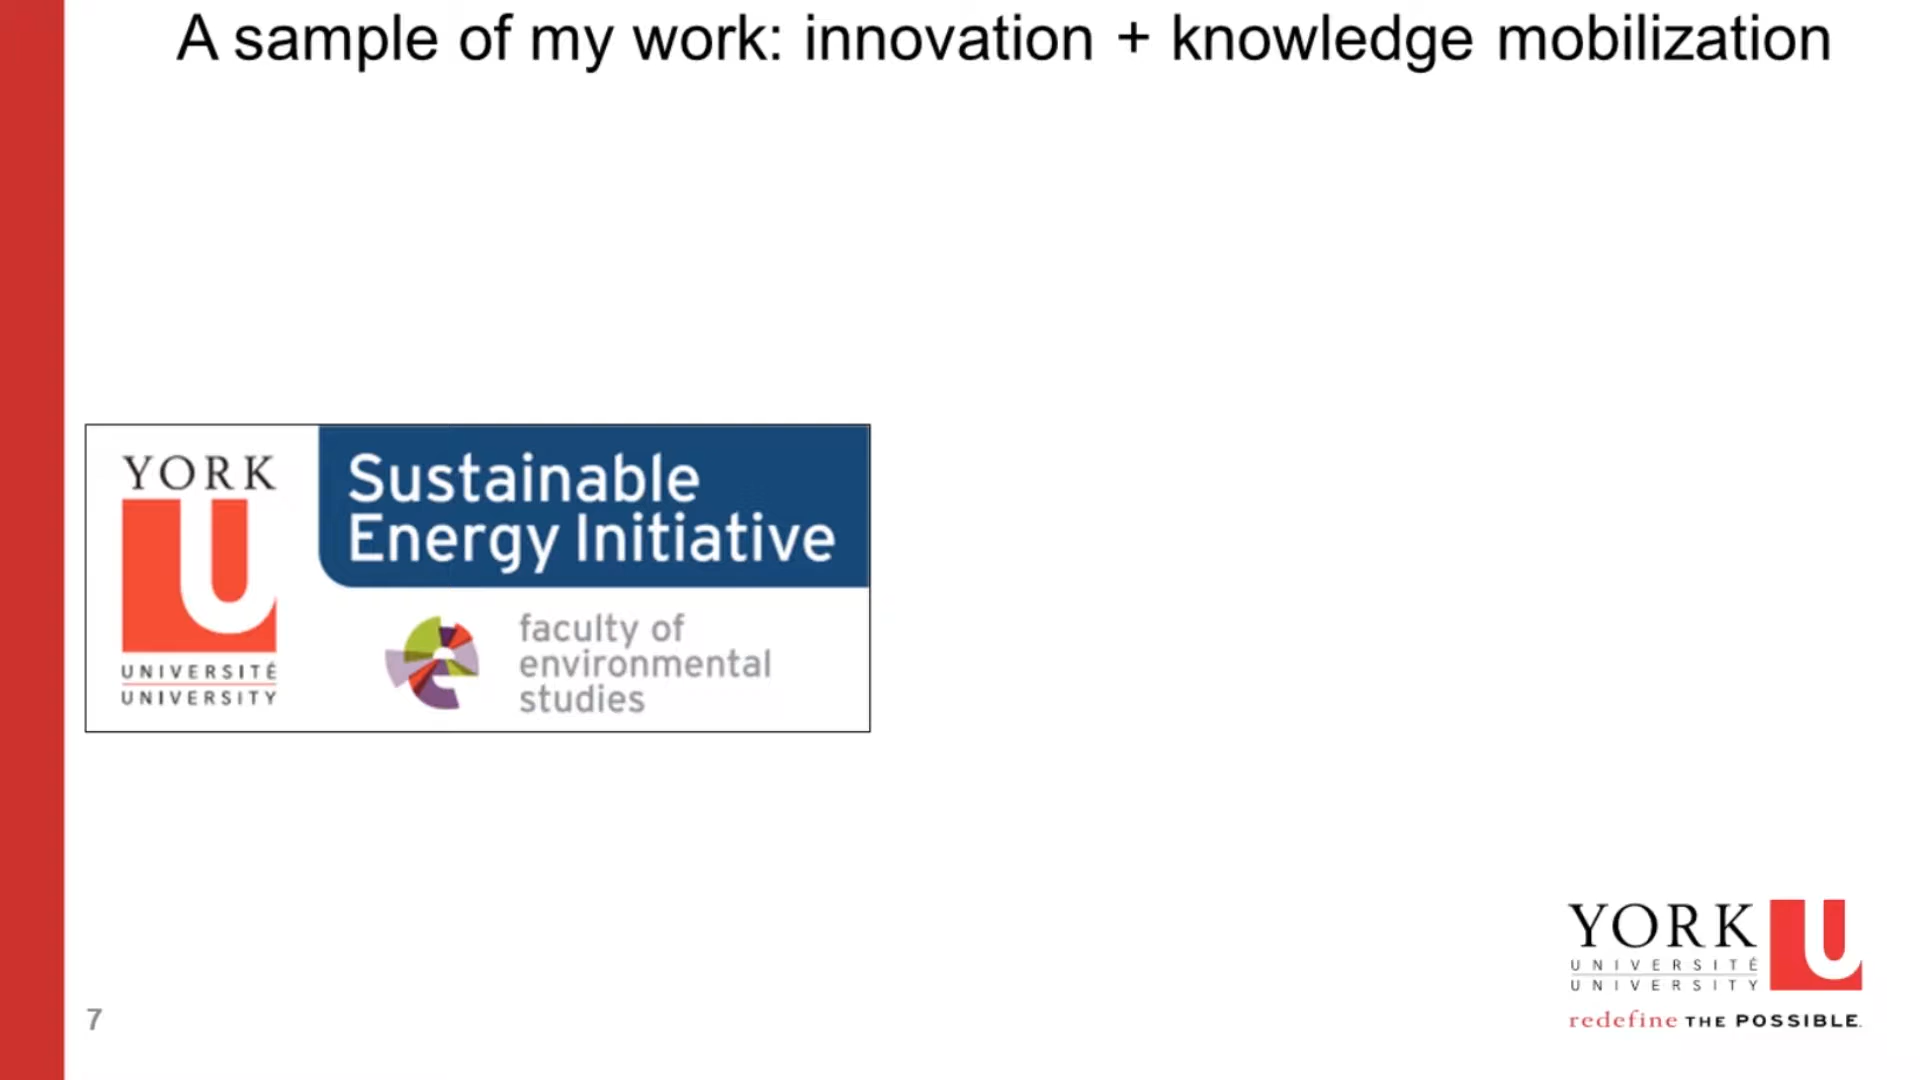 A sample of my work: innovation + knowledge mobilization
YORK
U
UNIVERSITÉ
UNIVERSITY
Sustainable
Energy Initiative
faculty of
environmental
studies
YORK U
UNIVERSITÉ
UNIVERSITY
redefine THE POSSIBLE.
7